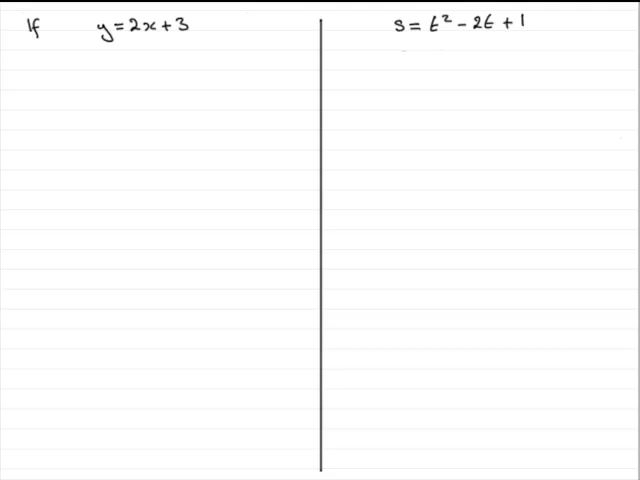 If y = 2x + 3
s = t² - 2t + 1